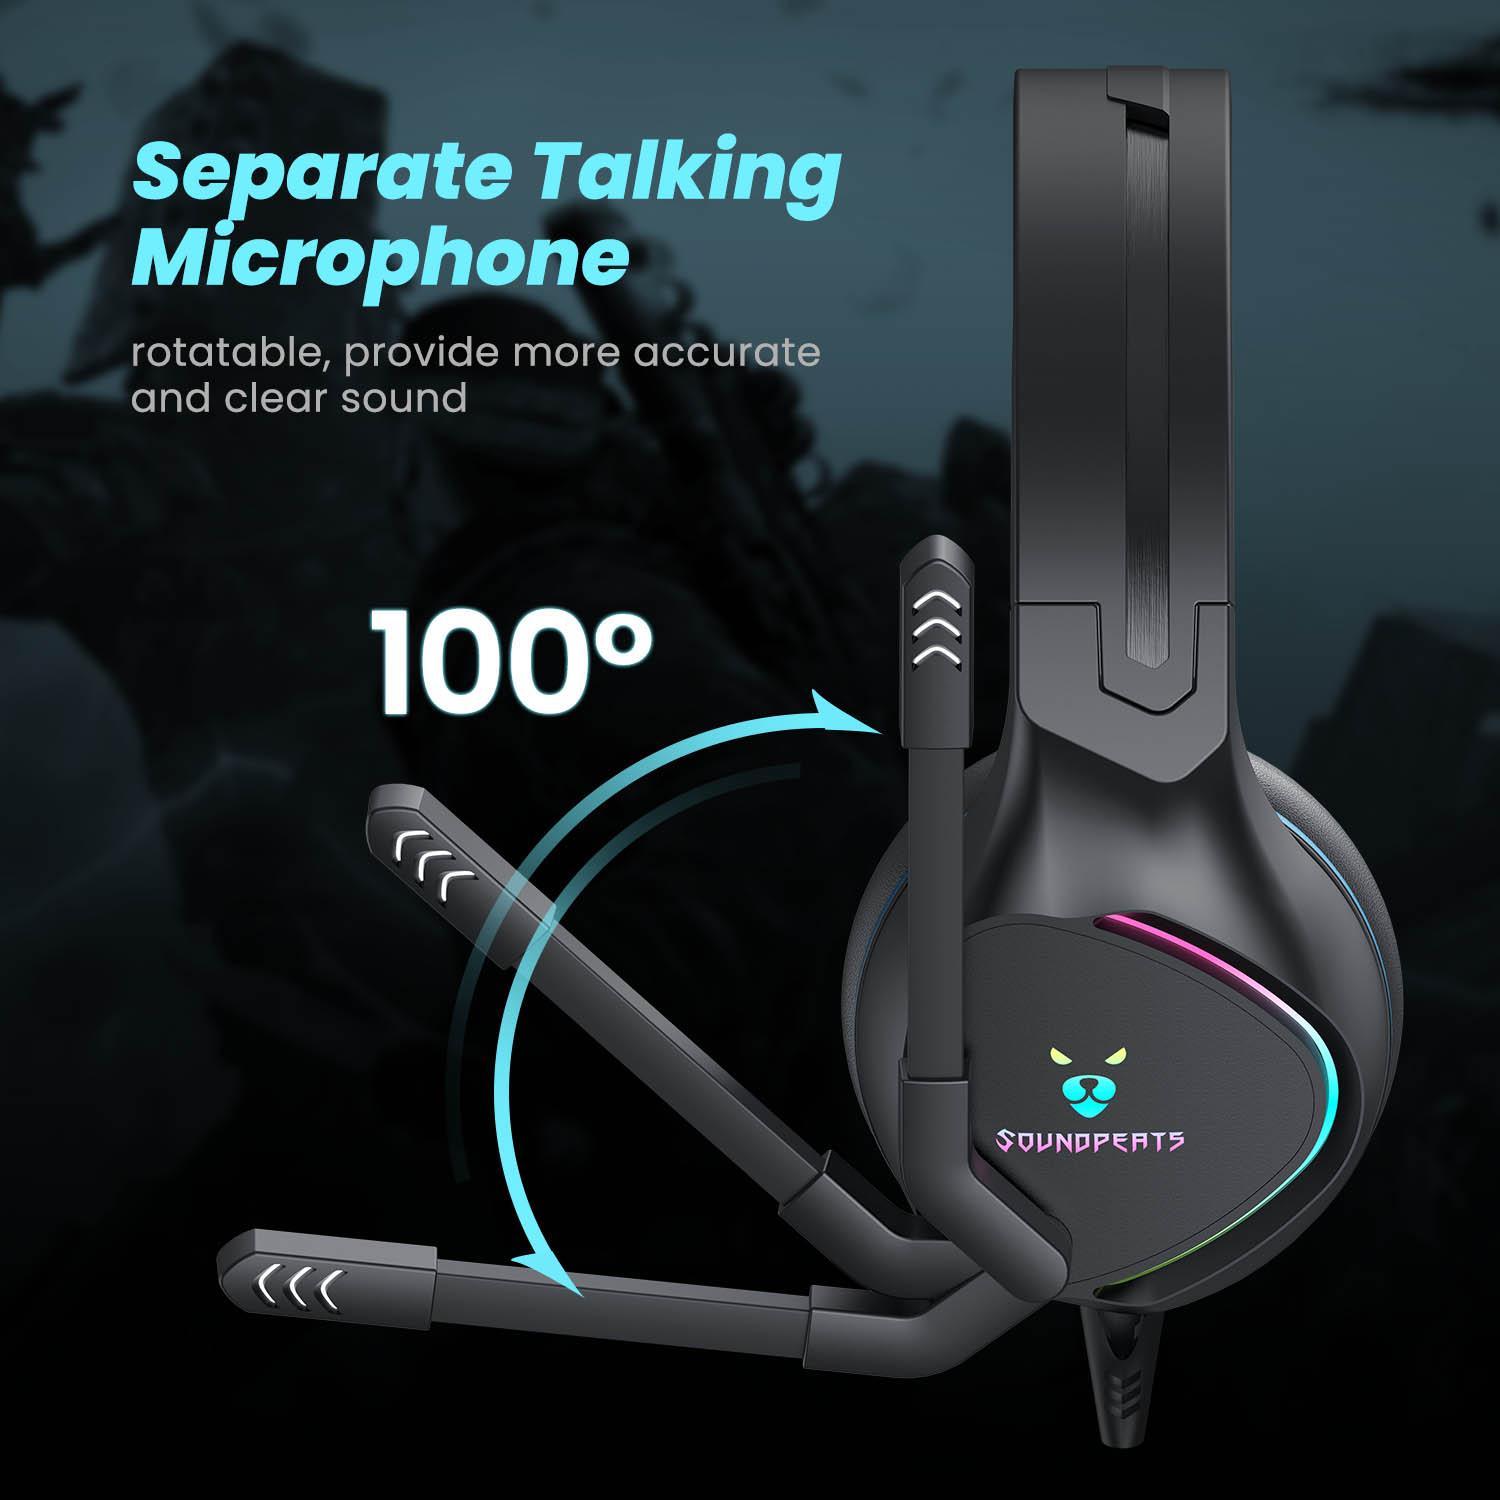 Separate Talking
Microphone
rotatable, provide more accurate
and clear sound
100°
SOUNDPEATS